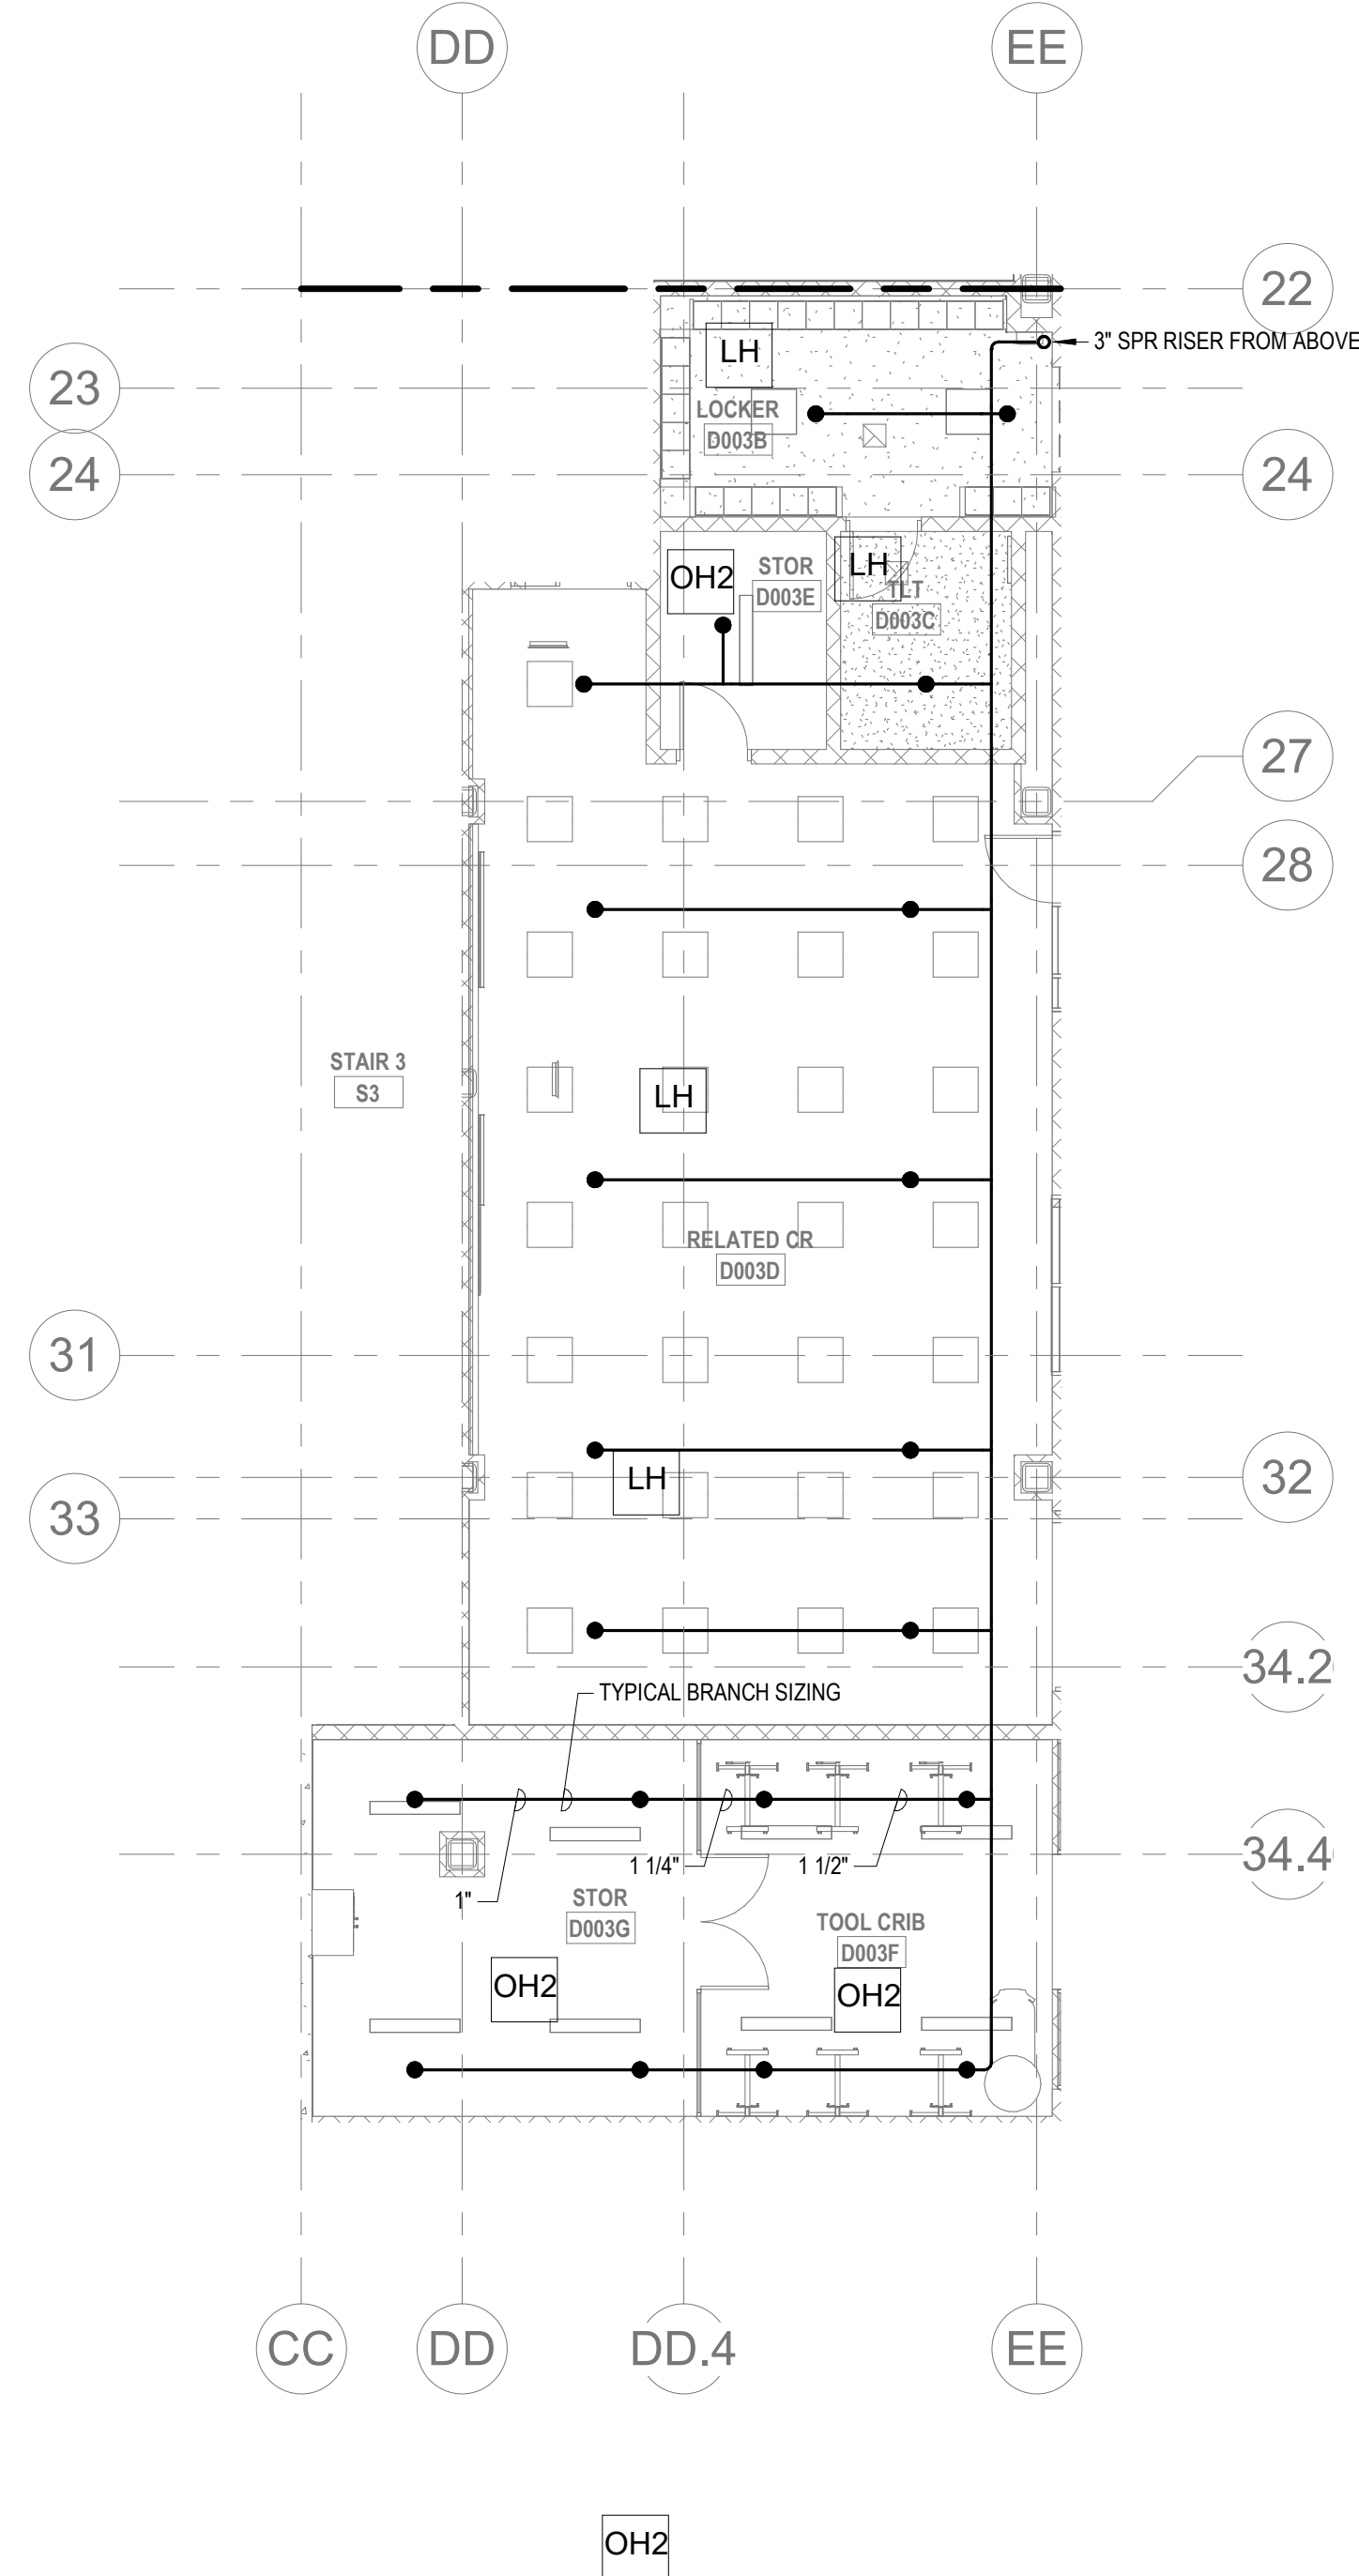 DD
EE
22
3" SPR RISER FROM ABOVE
LH
23
LOCKER
D003B
24
24
OH2
STOR
D003E
LH
TLT
D003C
27
28
STAIR 3
S3
LH
RELATED CR
D003D
31
LH
32
33
34.2
TYPICAL BRANCH SIZING
34.4
1 1/4"
1 1/2"
1"
STOR
D003G
TOOL CRIB
D003F
OH2
OH2
CC
DD
DD.4
EE
OH2